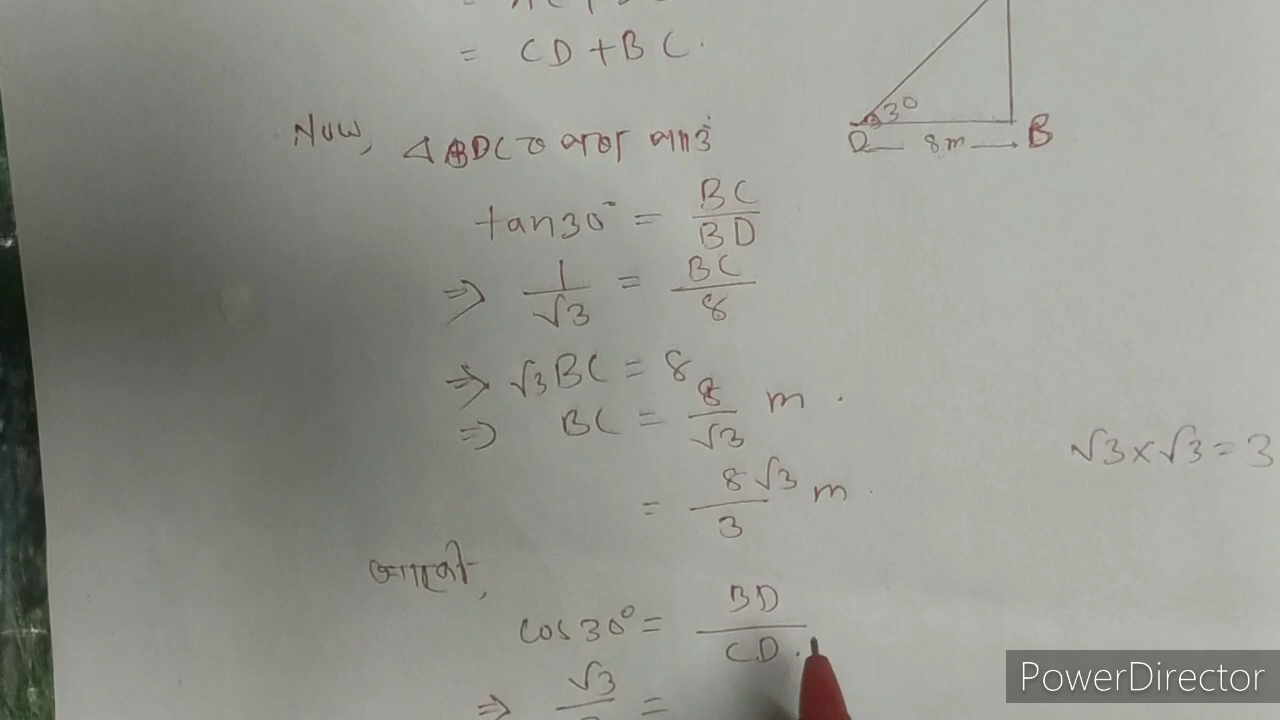 = CD + BC.
Now, △BDC ত
tan30° = BC/BD
⇒ 1/√3 = BC/8
⇒ √3BC = 8
⇒ BC = 8/√3 m.
= 8√3/3 m.
cos30° = BD/CD.
⇒ √3/ =
30
D 8m B
√3×√3=3
PowerDirector